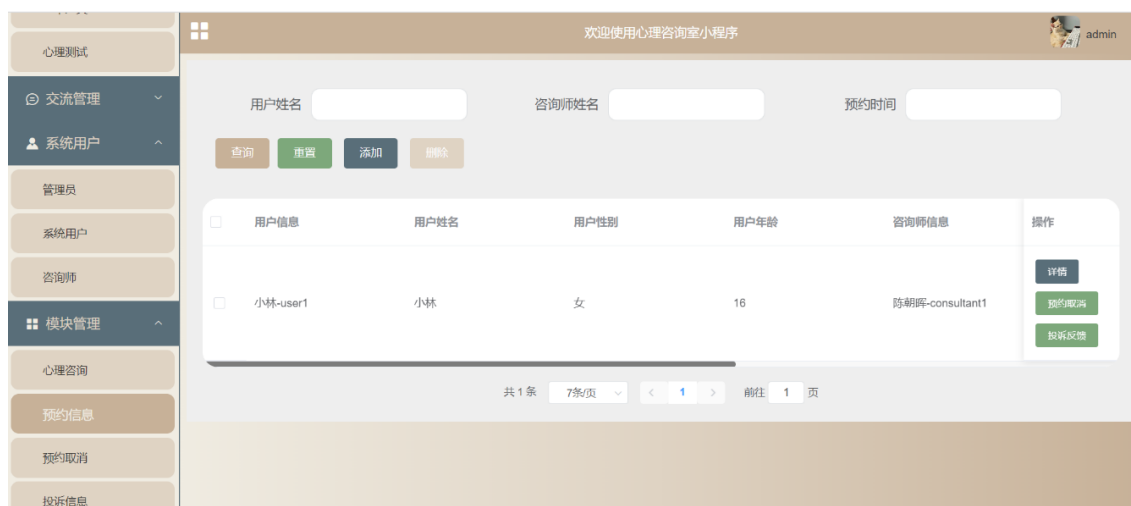 心理测试
交流管理
系统用户
管理员
系统用户
咨询师
模块管理
心理咨询
预约信息
预约取消
投诉信息
欢迎使用心理咨询室小程序
admin
用户姓名 咨询师姓名 预约时间
查询 重置 添加 删除
用户信息 用户姓名 用户性别 用户年龄 咨询师信息 操作
小林-user1 小林 女 16 陈朝晖-consultant1
详情
预约取消
投诉反馈
共 1 条 7条/页 1 前往 1 页